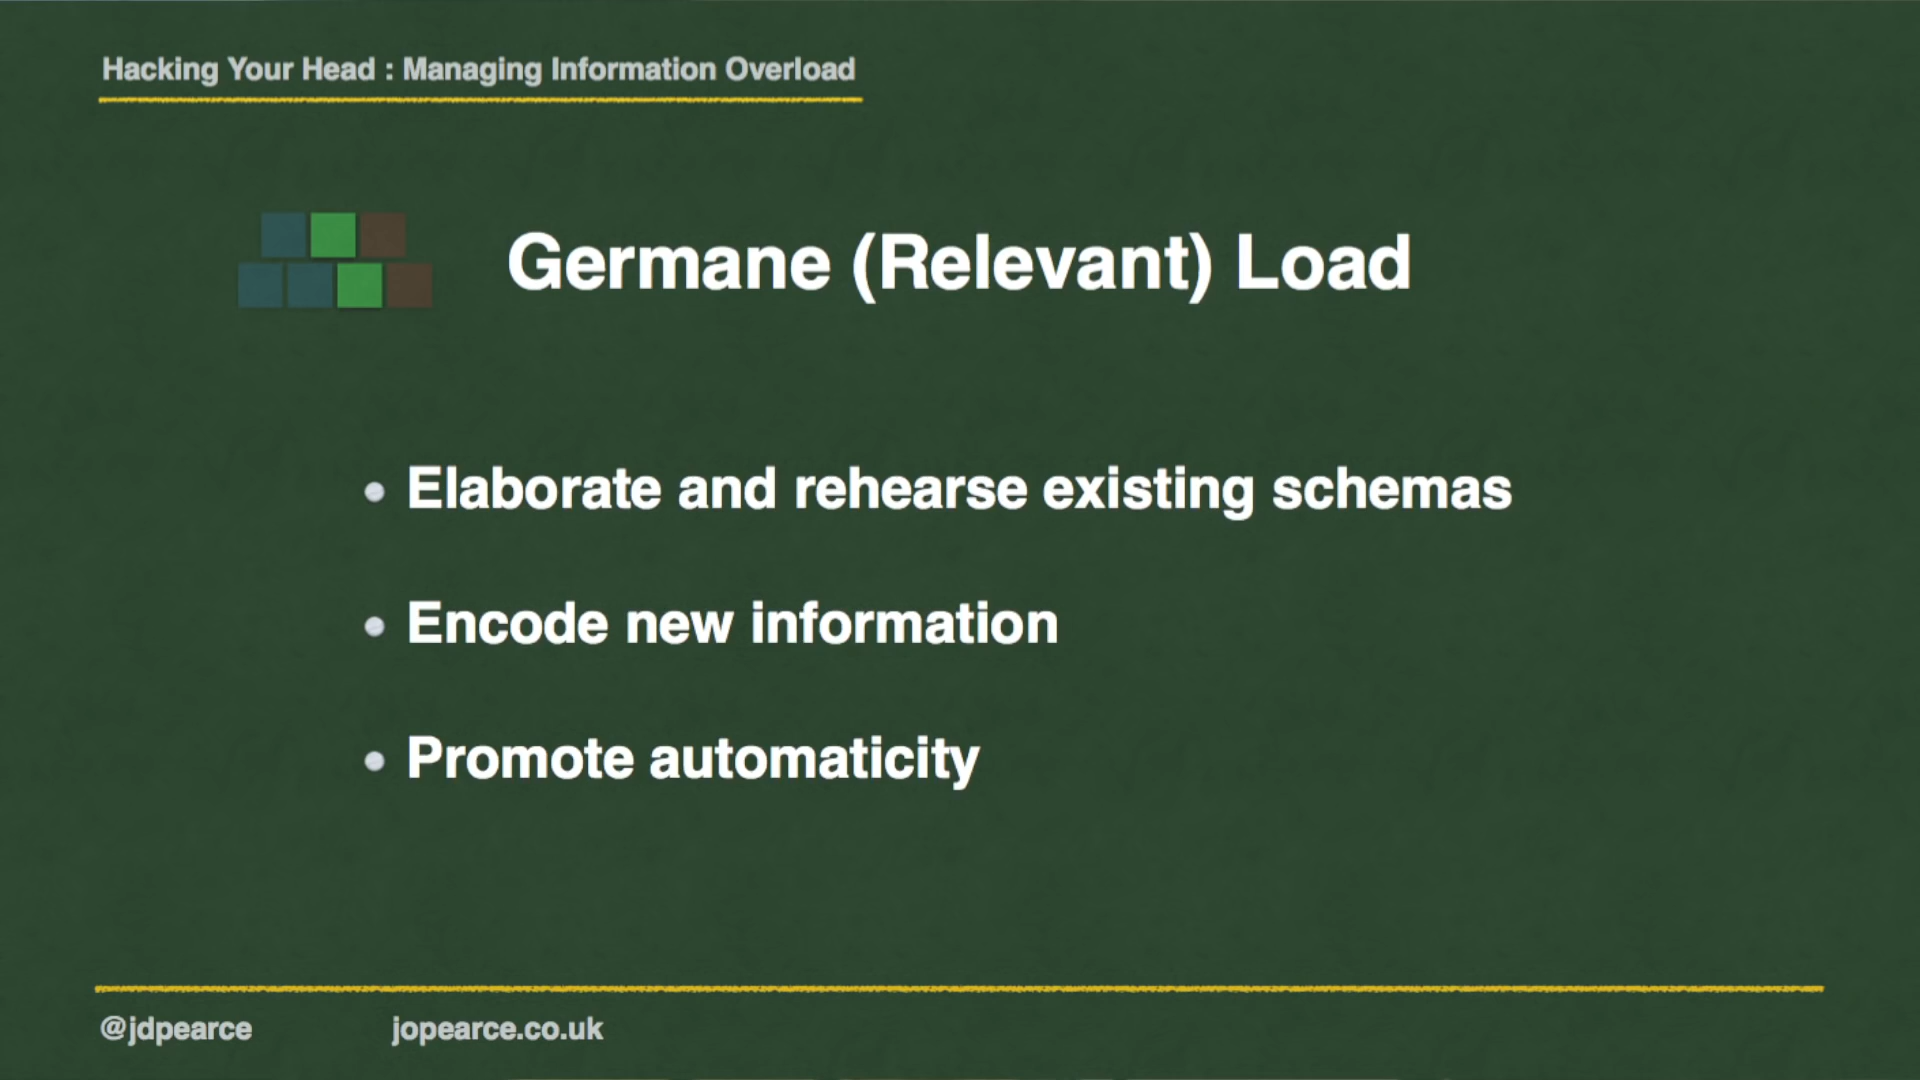 Hacking Your Head : Managing Information Overload
Germane (Relevant) Load
• Elaborate and rehearse existing schemas
• Encode new information
• Promote automaticity
@jdpearce jopearce.co.uk